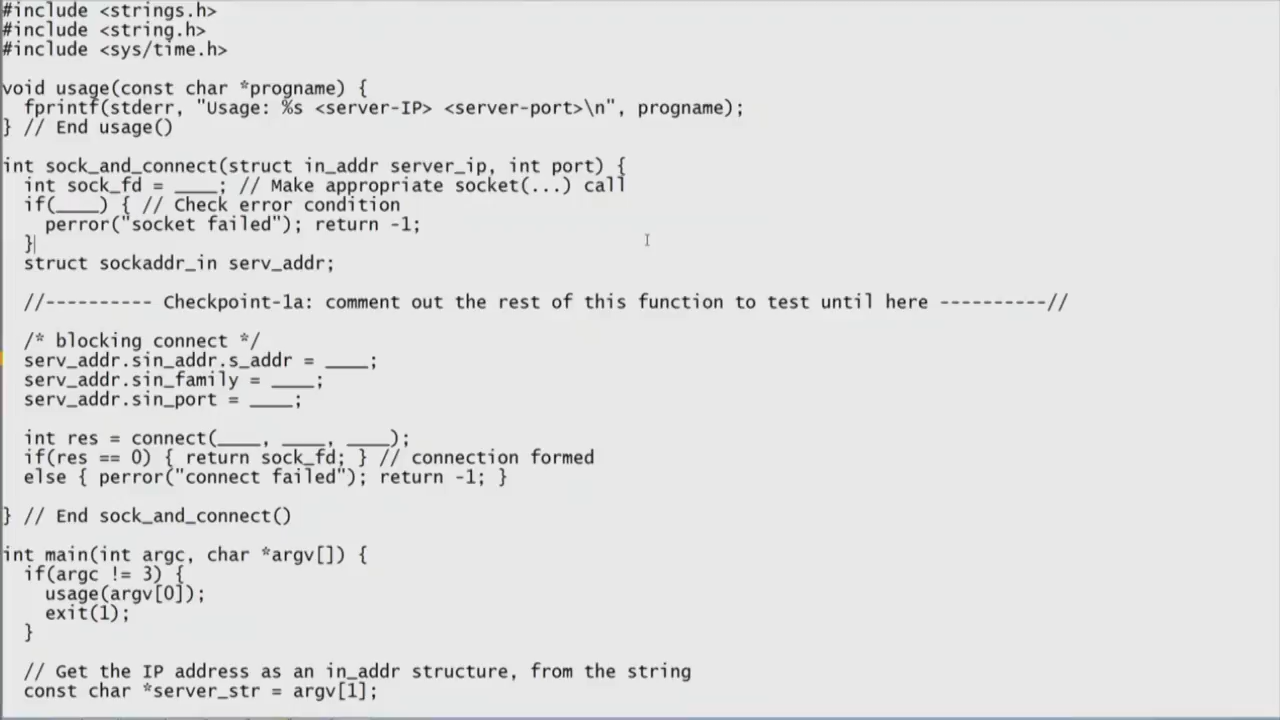 #include <strings.h>
#include <string.h>
#include <sys/time.h>
void usage(const char *progname) {
fprintf(stderr, "Usage: %s <server-IP> <server-port>\n", progname);
} // End usage()
int sock_and_connect(struct in_addr server_ip, int port) {
int sock_fd = ____; // Make appropriate socket(...) call
if(____) { // Check error condition
perror("socket failed"); return -1;
}
struct sockaddr_in serv_addr;
//---------- Checkpoint-1a: comment out the rest of this function to test until here ----------//
/* blocking connect */
serv_addr.sin_addr.s_addr = ____;
serv_addr.sin_family = ____;
serv_addr.sin_port = ____;
int res = connect(____, ____, ____);
if(res == 0) { return sock_fd; } // connection formed
else { perror("connect failed"); return -1; }
} // End sock_and_connect()
int main(int argc, char *argv[]) {
if(argc != 3) {
usage(argv[0]);
exit(1);
}
// Get the IP address as an in_addr structure, from the string
const char *server_str = argv[1];